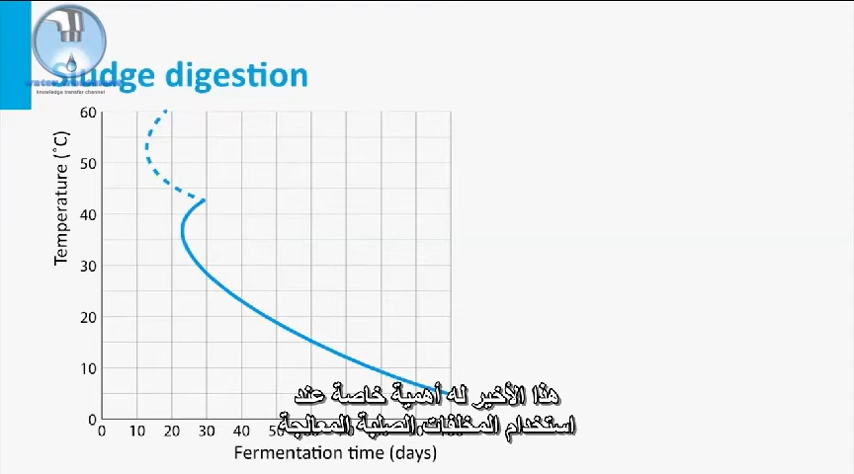 Sludge digestion
knowledge transfer channel
60
50
40
30
20
10
0
Temperature (°C)
0 10 20 30 40
Fermentation time (days)
هذا الأخير له أهمية خاصة عند
استخدام المخلفات الصلبة المعالجة